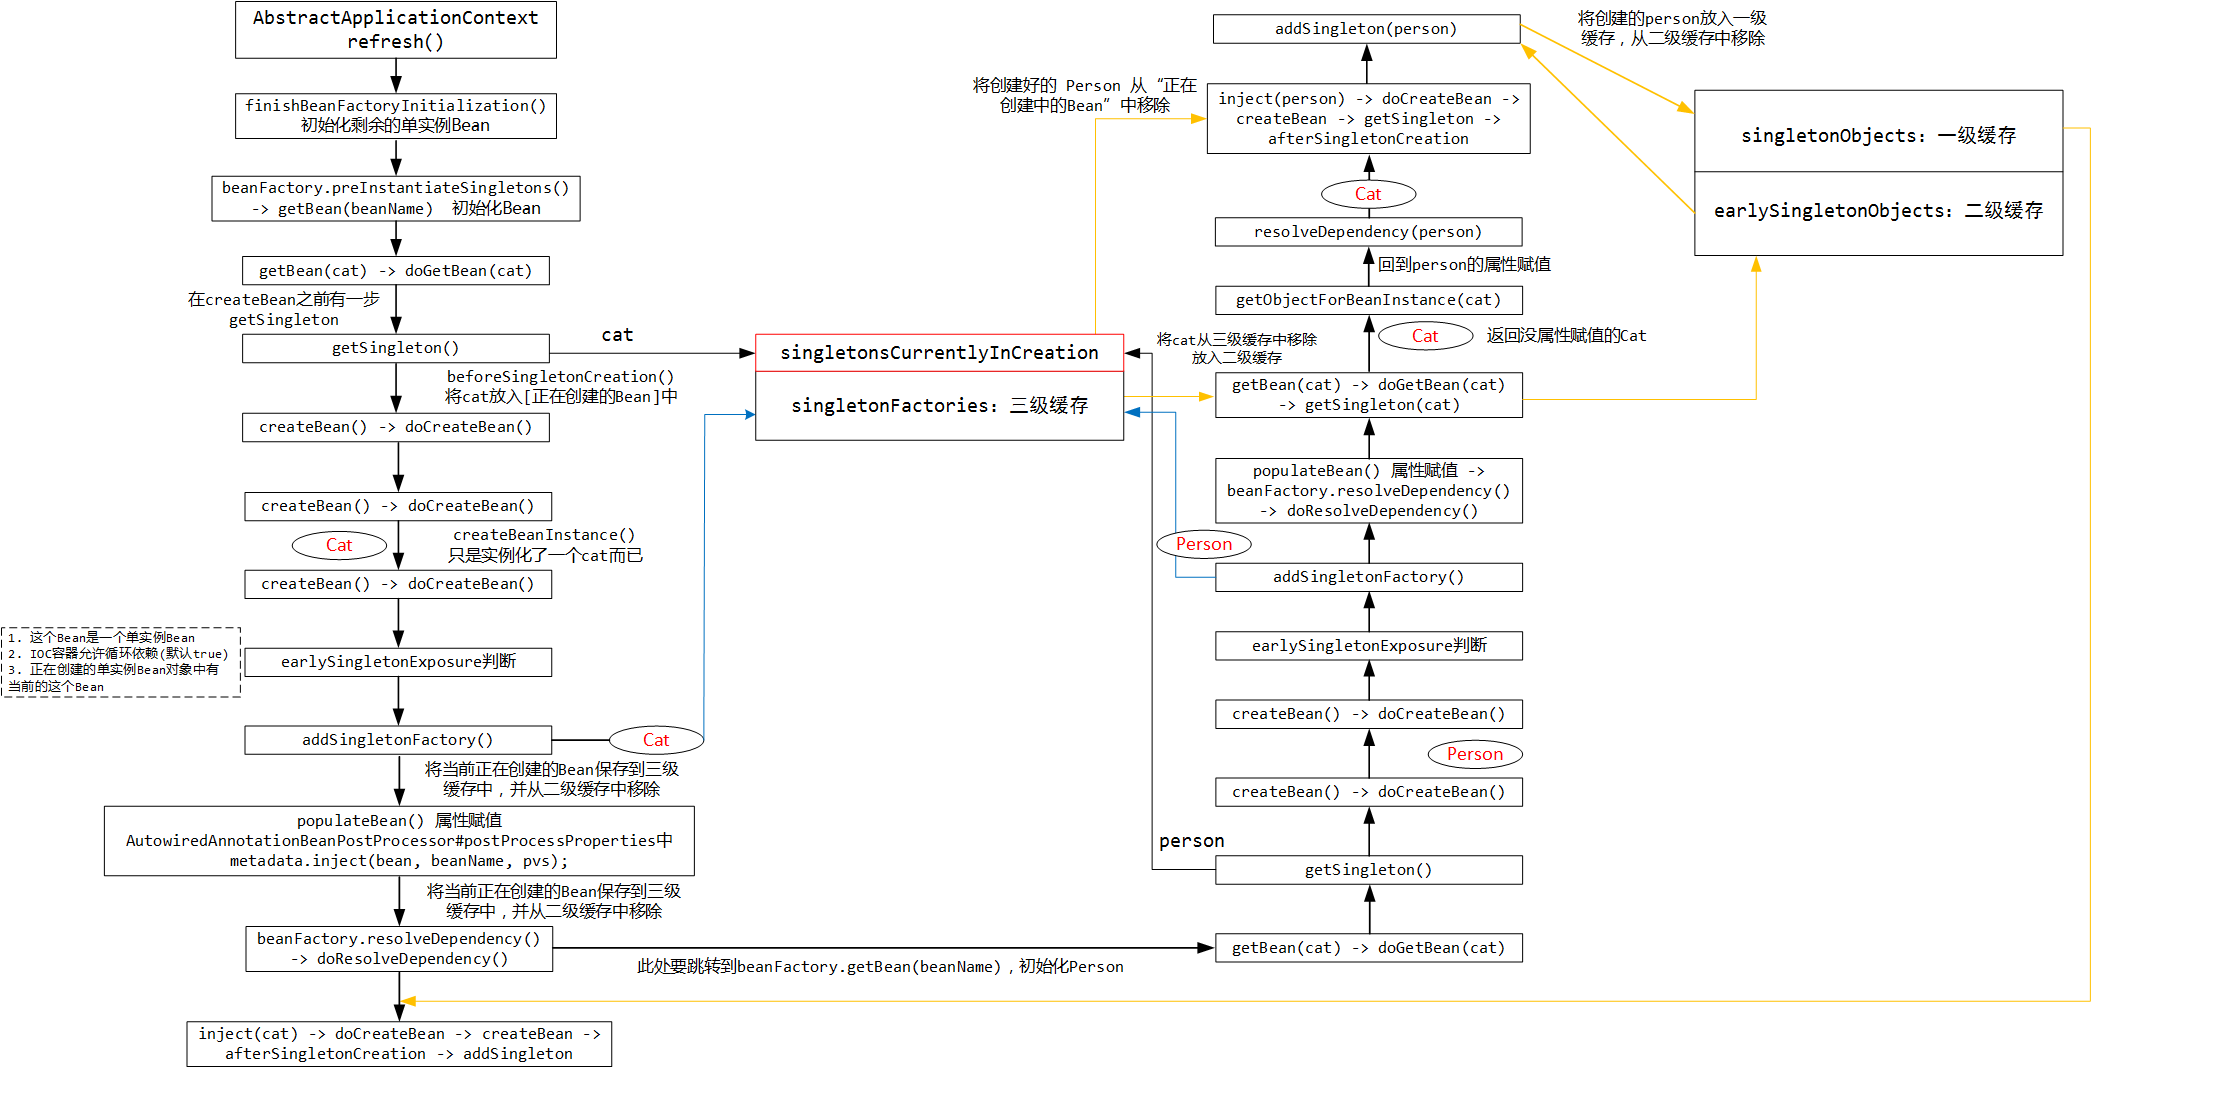 AbstractApplicationContext
refresh()
finishBeanFactoryInitialization()
初始化剩余的单实例Bean
beanFactory.preInstantiateSingletons()
-> getBean(beanName)  初始化Bean
getBean(cat) -> doGetBean(cat)
在createBean之前有一步
getSingleton
getSingleton()
cat
beforeSingletonCreation()
将cat放入[正在创建的Bean]中
createBean() -> doCreateBean()
createBean() -> doCreateBean()
Cat
createBeanInstance()
只是实例化了一个cat而已
createBean() -> doCreateBean()
1. 这个Bean是一个单实例Bean
2. IOC容器允许循环依赖(默认true)
3. 正在创建的单实例Bean对象中有
当前的这个Bean
earlySingletonExposure判断
addSingletonFactory()
Cat
将当前正在创建的Bean保存到三级
缓存中，并从二级缓存中移除
populateBean() 属性赋值
AutowiredAnnotationBeanPostProcessor#postProcessProperties中
metadata.inject(bean, beanName, pvs);
将当前正在创建的Bean保存到三级
缓存中，并从二级缓存中移除
beanFactory.resolveDependency()
-> doResolveDependency()
此处要跳转到beanFactory.getBean(beanName)，初始化Person
inject(cat) -> doCreateBean -> createBean ->
afterSingletonCreation -> addSingleton
singletonsCurrentlyInCreation
singletonFactories: 三级缓存
addSingleton(person)
将创建的person放入一级
缓存，从二级缓存中移除
将创建好的 Person 从“正在
创建中的Bean”中移除
inject(person) -> doCreateBean ->
createBean -> getSingleton ->
afterSingletonCreation
Cat
resolveDependency(person)
回到person的属性赋值
getObjectForBeanInstance(cat)
Cat
返回没属性赋值的Cat
将cat从三级缓存中移除
放入二级缓存
getBean(cat) -> doGetBean(cat)
-> getSingleton(cat)
populateBean() 属性赋值 ->
beanFactory.resolveDependency()
-> doResolveDependency()
Person
addSingletonFactory()
earlySingletonExposure判断
createBean() -> doCreateBean()
Person
createBean() -> doCreateBean()
person
getSingleton()
getBean(cat) -> doGetBean(cat)
singletonObjects: 一级缓存
earlySingletonObjects: 二级缓存